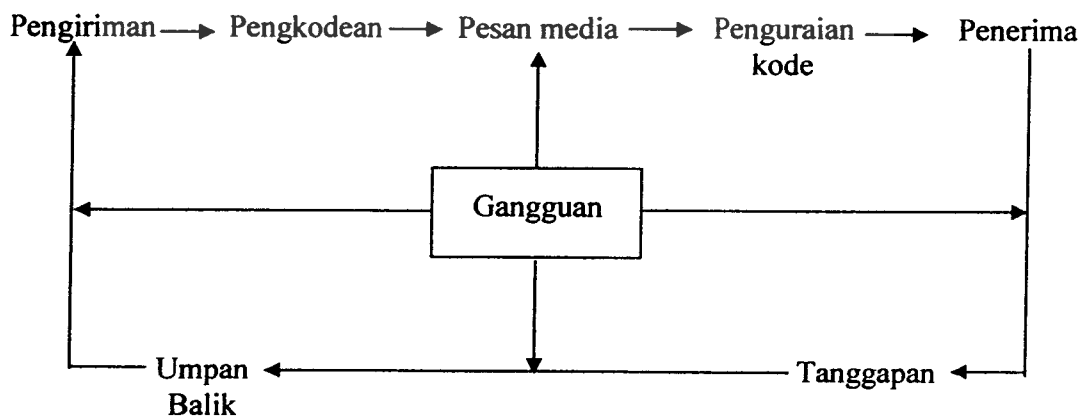 Pengiriman Pengkodean Pesan media Penguraian Penerima
kode
Gangguan
Umpan Tanggapan
Balik